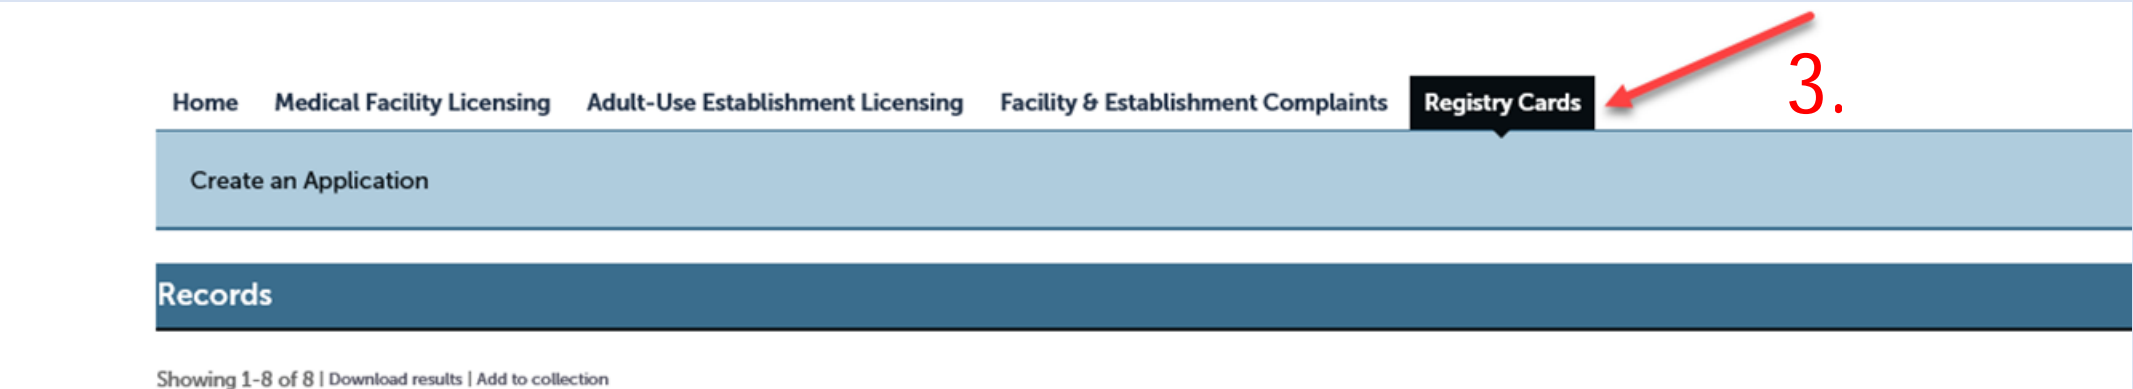 3.
Home Medical Facility Licensing Adult-Use Establishment Licensing Facility & Establishment Complaints Registry Cards
Create an Application
Records
Showing 1-8 of 8 | Download results | Add to collection